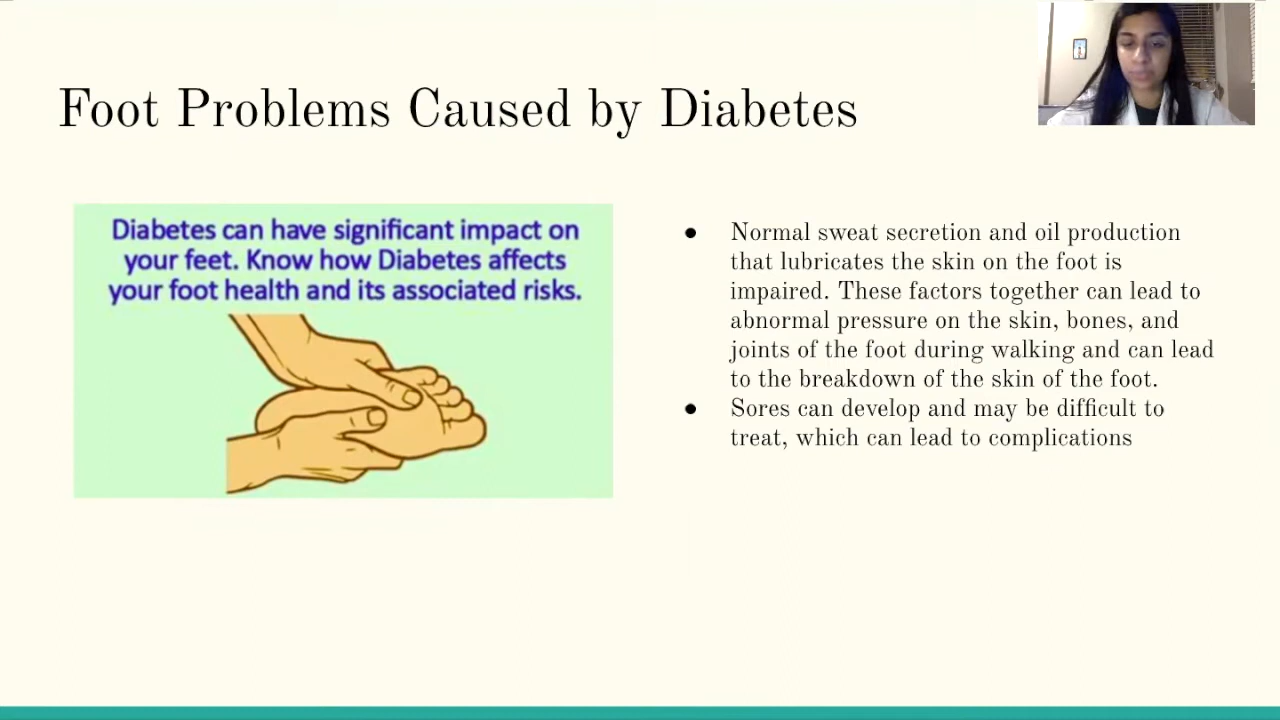 Foot Problems Caused by Diabetes
Diabetes can have significant impact on
your feet. Know how Diabetes affects
your foot health and its associated risks.
● Normal sweat secretion and oil production
that lubricates the skin on the foot is
impaired. These factors together can lead to
abnormal pressure on the skin, bones, and
joints of the foot during walking and can lead
to the breakdown of the skin of the foot.
● Sores can develop and may be difficult to
treat, which can lead to complications